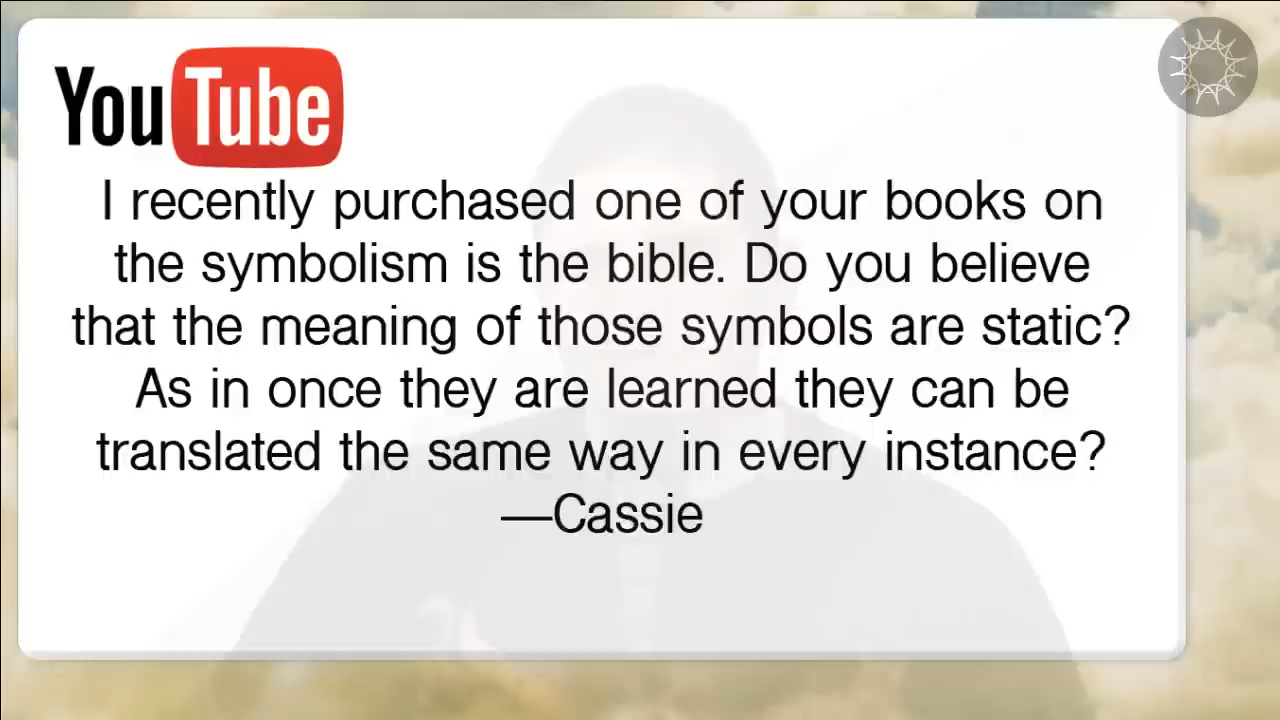 YouTube
I recently purchased one of your books on
the symbolism is the bible. Do you believe
that the meaning of those symbols are static?
As in once they are learned they can be
translated the same way in every instance?
—Cassie